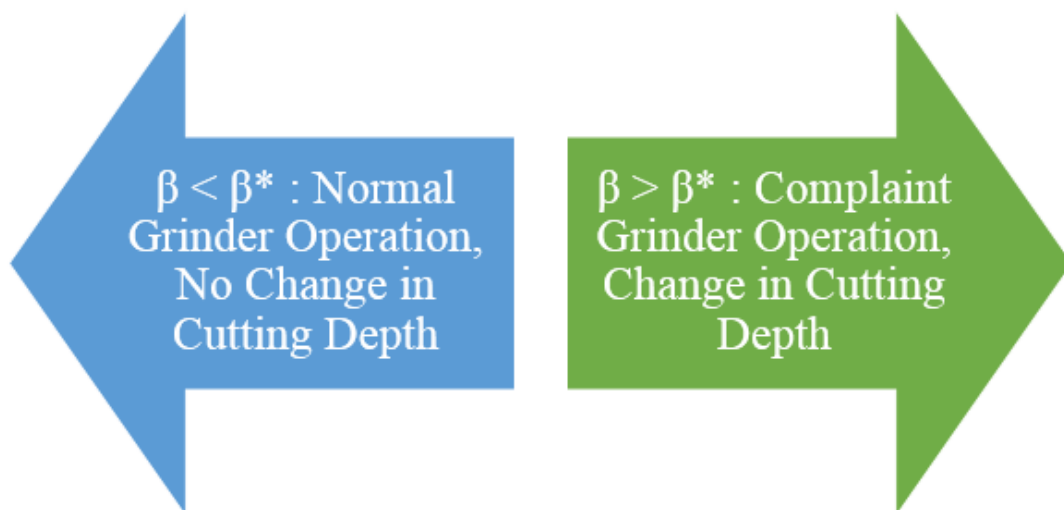 β < β* : Normal
Grinder Operation,
No Change in
Cutting Depth
β > β* : Complaint
Grinder Operation,
Change in Cutting
Depth